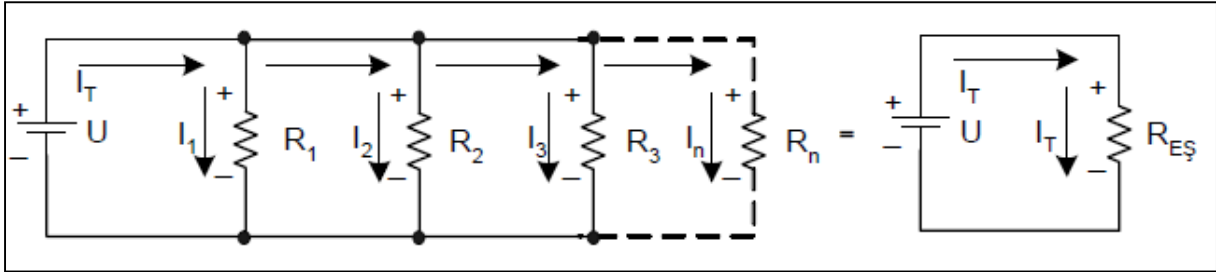 I_T
+
U
–
I_1
+
–
R_1
I_2
+
–
R_2
I_3
+
–
R_3
I_n
+
–
R_n
=
I_T
+
U
–
I_T
+
–
R_EŞ